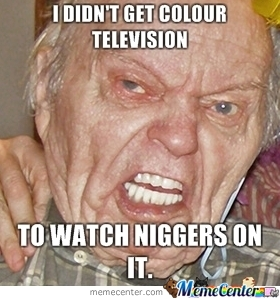 I DIDN'T GET COLOUR
TELEVISION
TO WATCH NIGGERS ON
IT.
memecenter.com MemeCenter